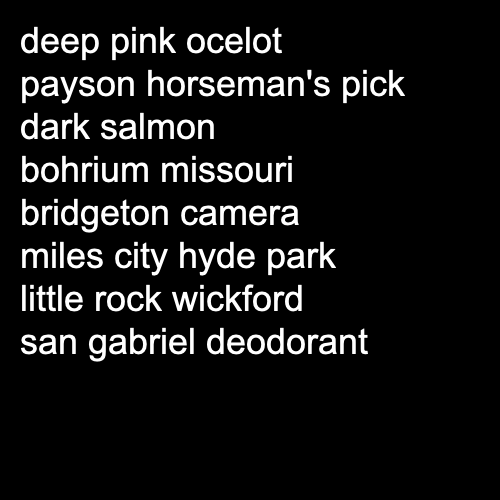 deep pink ocelot
payson horseman's pick
dark salmon
bohrium missouri
bridgeton camera
miles city hyde park
little rock wickford
san gabriel deodorant